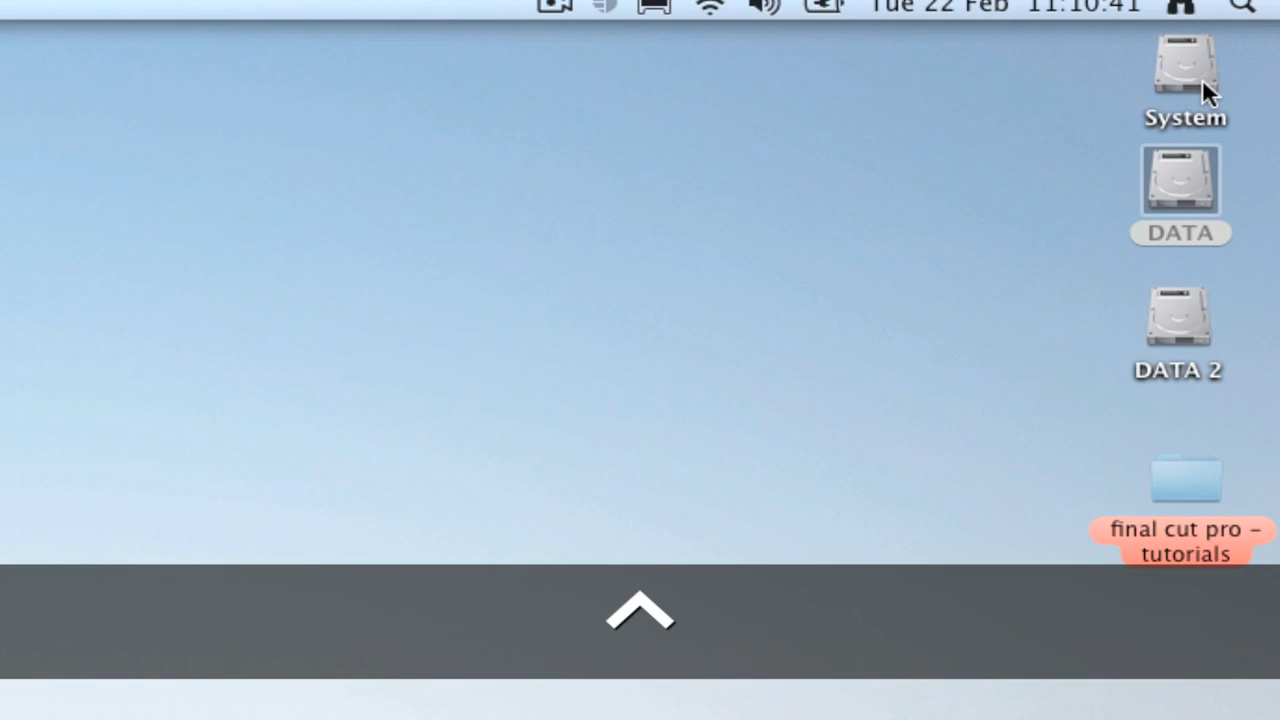 Tue 22 Feb 11:10:41
System
DATA
DATA 2
final cut pro –
tutorials